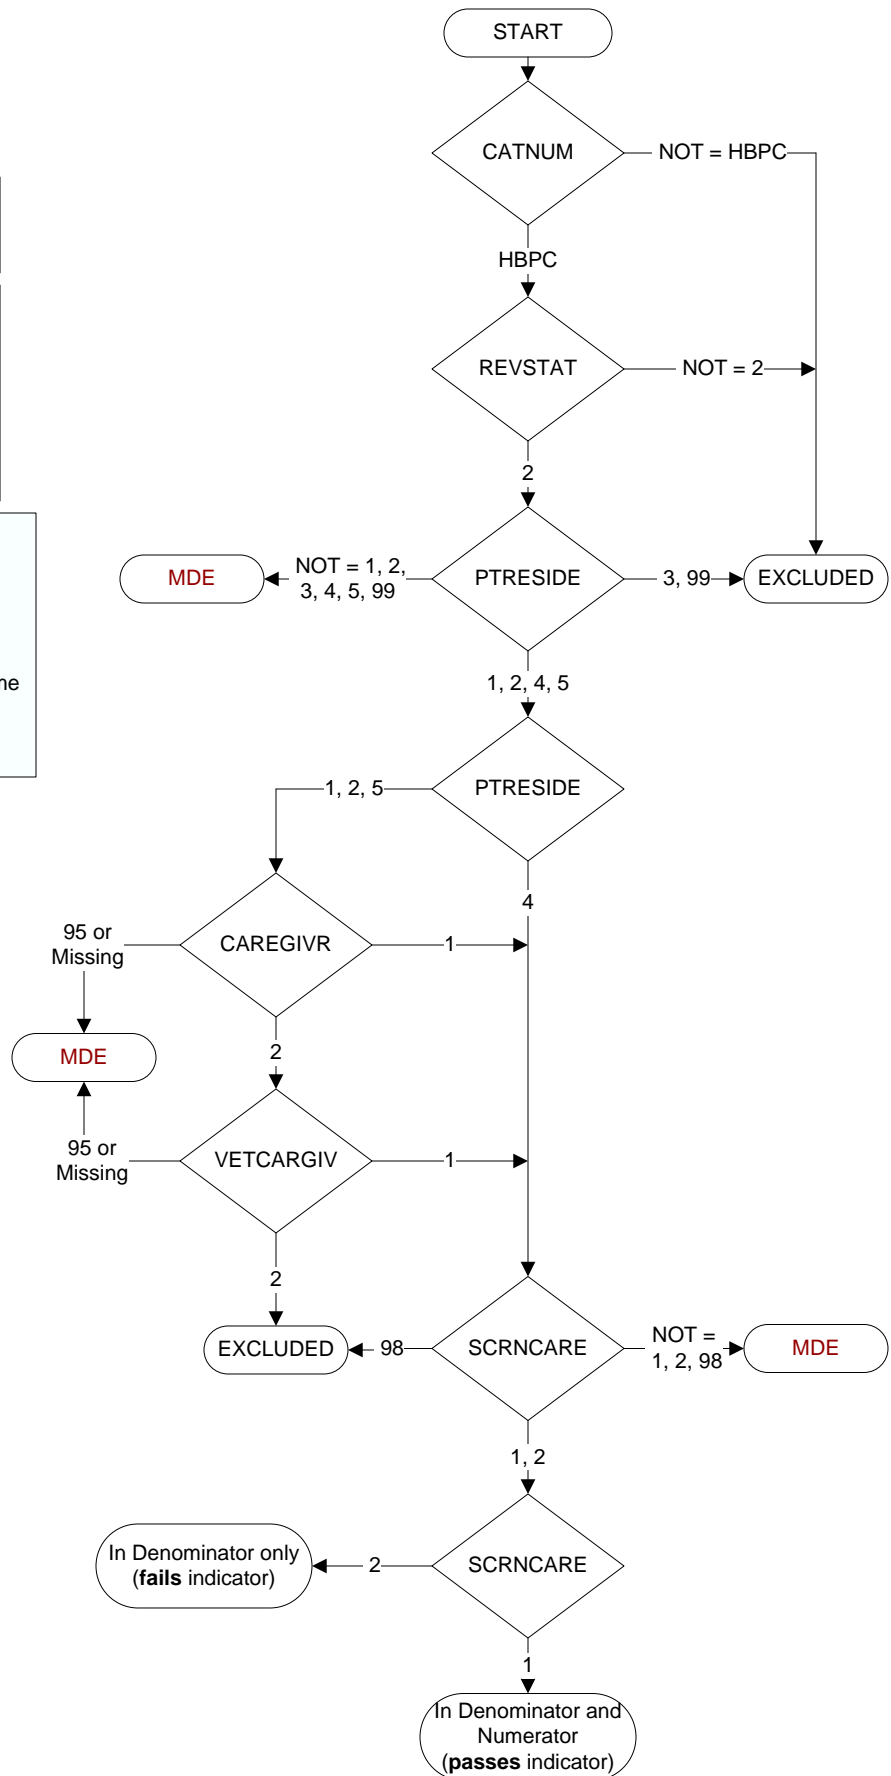 START
CATNUM
NOT = HBPC
HBPC
REVSTAT
NOT = 2
2
MDE
NOT = 1, 2,
3, 4, 5, 99
PTRESIDE
3, 99
EXCLUDED
1, 2, 4, 5
PTRESIDE
1, 2, 5
4
95 or
Missing
CAREGIVR
1
MDE
2
95 or
Missing
VETCARGIV
1
2
EXCLUDED
98
SCRNCARE
NOT =
1, 2, 98
MDE
1, 2
In Denominator only
(fails indicator)
2
SCRNCARE
1
In Denominator and
Numerator
(passes indicator)